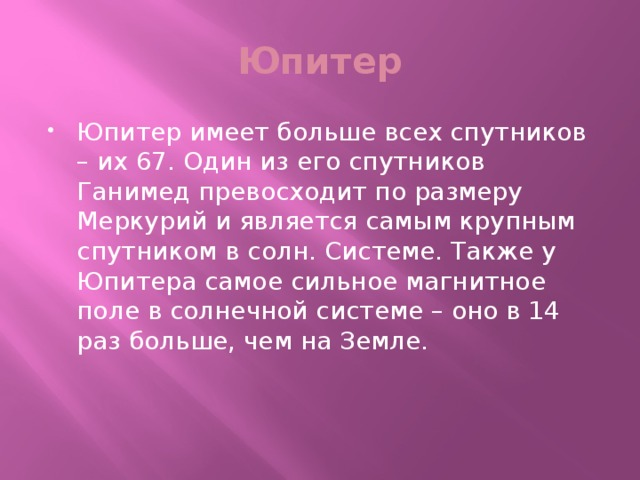 Юпитер
Юпитер имеет больше всех спутников
– их 67. Один из его спутников
Ганимед превосходит по размеру
Меркурий и является самым крупным
спутником в солн. Системе. Также у
Юпитера самое сильное магнитное
поле в солнечной системе – оно в 14
раз больше, чем на Земле.